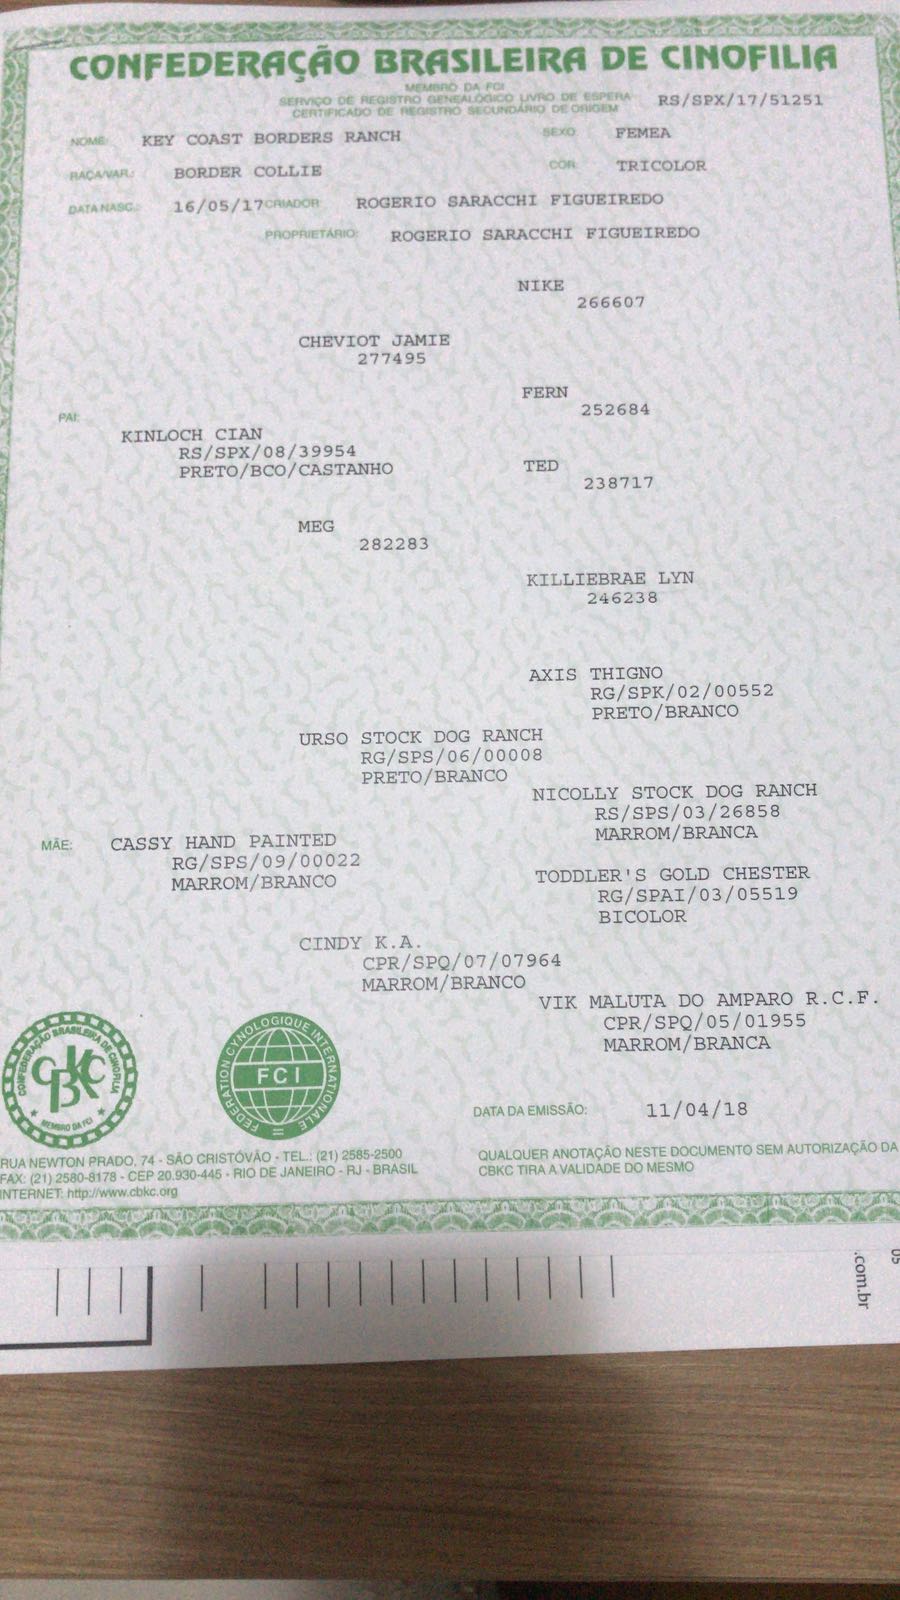 CONFEDERAÇÃO BRASILEIRA DE CINOFILIA
MEMBRO DA FCI
SERVIÇO DE REGISTRO GENEALÓGICO LIVRO DE ESPERA
CERTIFICADO DE REGISTRO SECUNDÁRIO DE ORIGEM
RS/SPX/17/51251
NOME: KEY COAST BORDERS RANCH SEXO FEMEA
RAÇA/VAR.: BORDER COLLIE COR TRICOLOR
DATA NASC.: 16/05/17 CRIADOR ROGERIO SARACCHI FIGUEIREDO
PROPRIETÁRIO: ROGERIO SARACCHI FIGUEIREDO
NIKE
266607
CHEVIOT JAMIE
277495
FERN
252684
PAI:
KINLOCH CIAN
RS/SPX/08/39954
PRETO/BCO/CASTANHO
TED
238717
MEG
282283
KILLIEBRAE LYN
246238
AXIS THIGNO
RG/SPK/02/00552
PRETO/BRANCO
URSO STOCK DOG RANCH
RG/SPS/06/00008
PRETO/BRANCO
NICOLLY STOCK DOG RANCH
RS/SPS/03/26858
MARROM/BRANCA
MÃE: CASSY HAND PAINTED
RG/SPS/09/00022
MARROM/BRANCO
TODDLER'S GOLD CHESTER
RG/SPAI/03/05519
BICOLOR
CINDY K.A.
CPR/SPQ/07/07964
MARROM/BRANCO
VIK MALUTA DO AMPARO R.C.F.
CPR/SPQ/05/01955
MARROM/BRANCA
CONFEDERAÇÃO BRASILEIRA DE CINOFILIA
CBKC
MEMBRO DA FCI
FEDERATION CYNOLOGIQUE INTERNATIONALE
FCI
DATA DA EMISSÃO: 11/04/18
RUA NEWTON PRADO, 74 - SÃO CRISTÓVÃO - TEL.: (21) 2585-2500
FAX: (21) 2580-8178 - CEP 20.930-445 - RIO DE JANEIRO - RJ - BRASIL
INTERNET: http://www.cbkc.org
QUALQUER ANOTAÇÃO NESTE DOCUMENTO SEM AUTORIZAÇÃO DA
CBKC TIRA A VALIDADE DO MESMO
.com.br
05